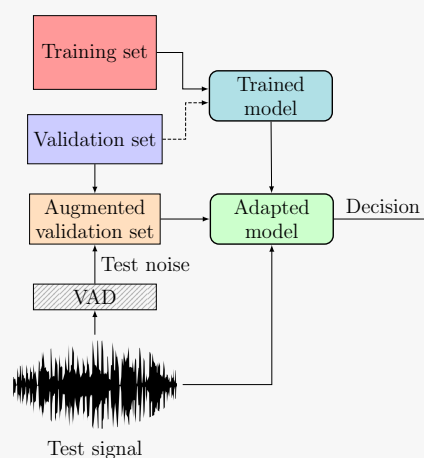 Training set
Trained
model
Validation set
Augmented
validation set
Adapted
model
Decision
Test noise
VAD
Test signal